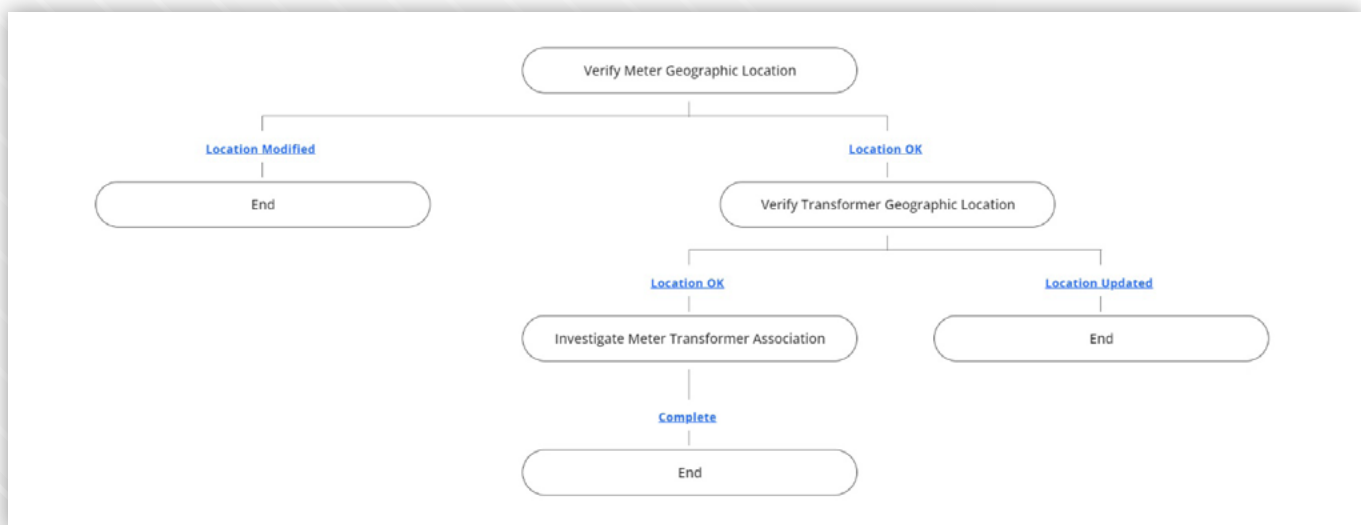 Verify Meter Geographic Location
Location Modified
Location OK
End
Verify Transformer Geographic Location
Location OK
Location Updated
Investigate Meter Transformer Association
End
Complete
End